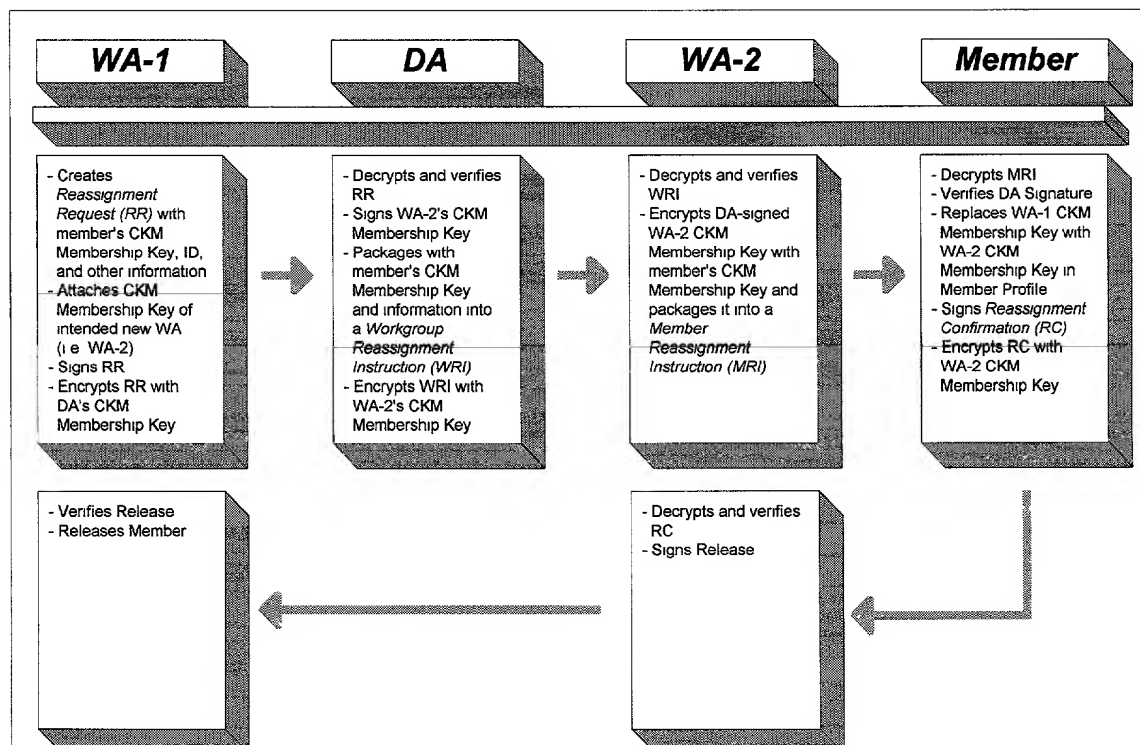 WA-1
DA
WA-2
Member
- Creates
Reassignment
Request (RR) with
member's CKM
Membership Key, ID,
and other information
- Attaches CKM
Membership Key of
intended new WA
(i e WA-2)
- Signs RR
- Encrypts RR with
DA's CKM
Membership Key
- Decrypts and verifies
RR
- Signs WA-2's CKM
Membership Key
- Packages with
member's CKM
Membership Key
and information into
a Workgroup
Reassignment
Instruction (WRI)
- Encrypts WRI with
WA-2's CKM
Membership Key
- Decrypts and verifies
WRI
- Encrypts DA-signed
WA-2 CKM
Membership Key with
member's CKM
Membership Key and
packages it into a
Member
Reassignment
Instruction (MRI)
- Decrypts MRI
- Verifies DA Signature
- Replaces WA-1 CKM
Membership Key with
WA-2 CKM
Membership Key in
Member Profile
- Signs Reassignment
Confirmation (RC)
- Encrypts RC with
WA-2 CKM
Membership Key
- Verifies Release
- Releases Member
- Decrypts and verifies
RC
- Signs Release